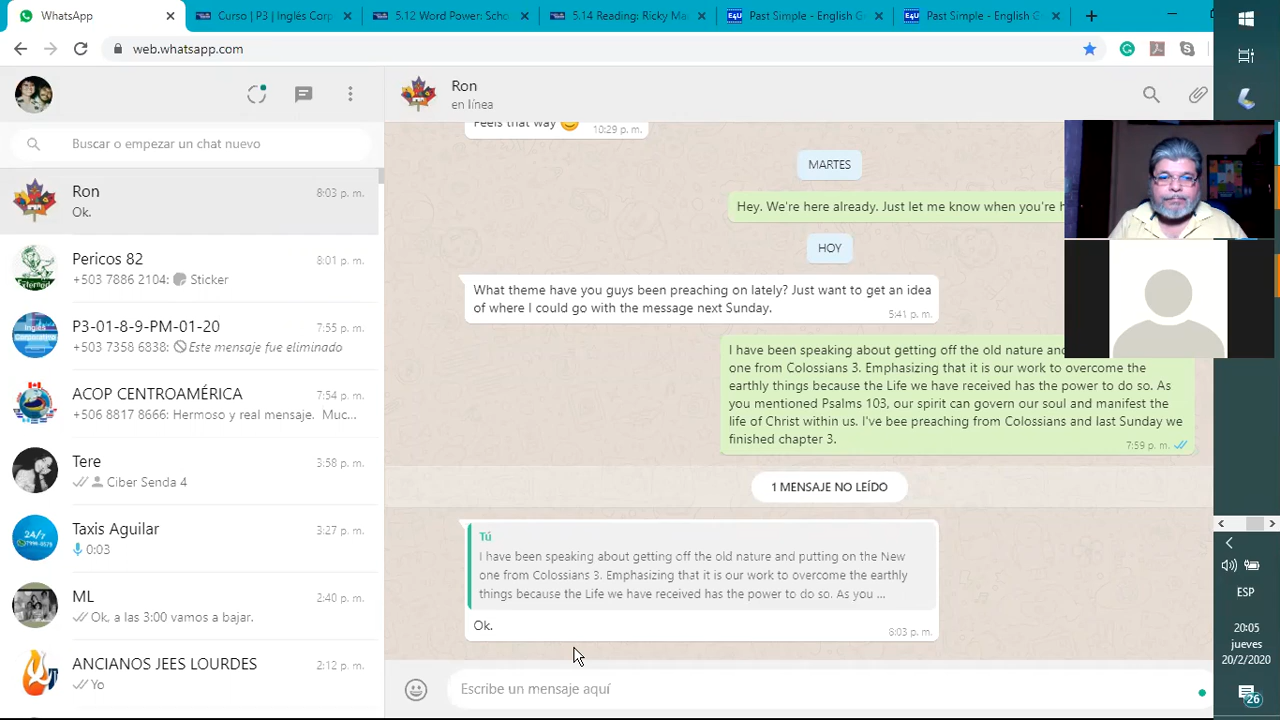 WhatsApp
Curso | P3 | Inglés Corp
5.12 Word Power: Scho
5.14 Reading: Ricky Ma
Past Simple - English G
Past Simple - English G
web.whatsapp.com
Buscar o empezar un chat nuevo
Ron 8:03 p. m.
Ok.
Pericos 82 8:01 p. m.
+503 7886 2104: Sticker
P3-01-8-9-PM-01-20 7:55 p. m.
+503 7358 6838: Este mensaje fue eliminado
ACOP CENTROAMÉRICA 7:54 p. m.
+506 8817 8666: Hermoso y real mensaje. Muc...
Tere 3:58 p. m.
Ciber Senda 4
Taxis Aguilar 3:27 p. m.
0:03
ML 2:40 p. m.
Ok, a las 3:00 vamos a bajar.
ANCIANOS JEES LOURDES 2:12 p. m.
Yo
Ron
en línea
Feels that way 10:29 p. m.
MARTES
Hey. We're here already. Just let me know when you're
HOY
What theme have you guys been preaching on lately? Just want to get an idea
of where I could go with the message next Sunday.
5:41 p. m.
I have been speaking about getting off the old nature and
one from Colossians 3. Emphasizing that it is our work to overcome the
earthly things because the Life we have received has the power to do so. As
you mentioned Psalms 103, our spirit can govern our soul and manifest the
life of Christ within us. I've bee preaching from Colossians and last Sunday we
finished chapter 3.
7:59 p. m.
1 MENSAJE NO LEÍDO
Tú
I have been speaking about getting off the old nature and putting on the New
one from Colossians 3. Emphasizing that it is our work to overcome the earthly
things because the Life we have received has the power to do so. As you ...
Ok.
8:03 p. m.
Escribe un mensaje aquí
ESP
20:05
jueves
20/2/2020
26